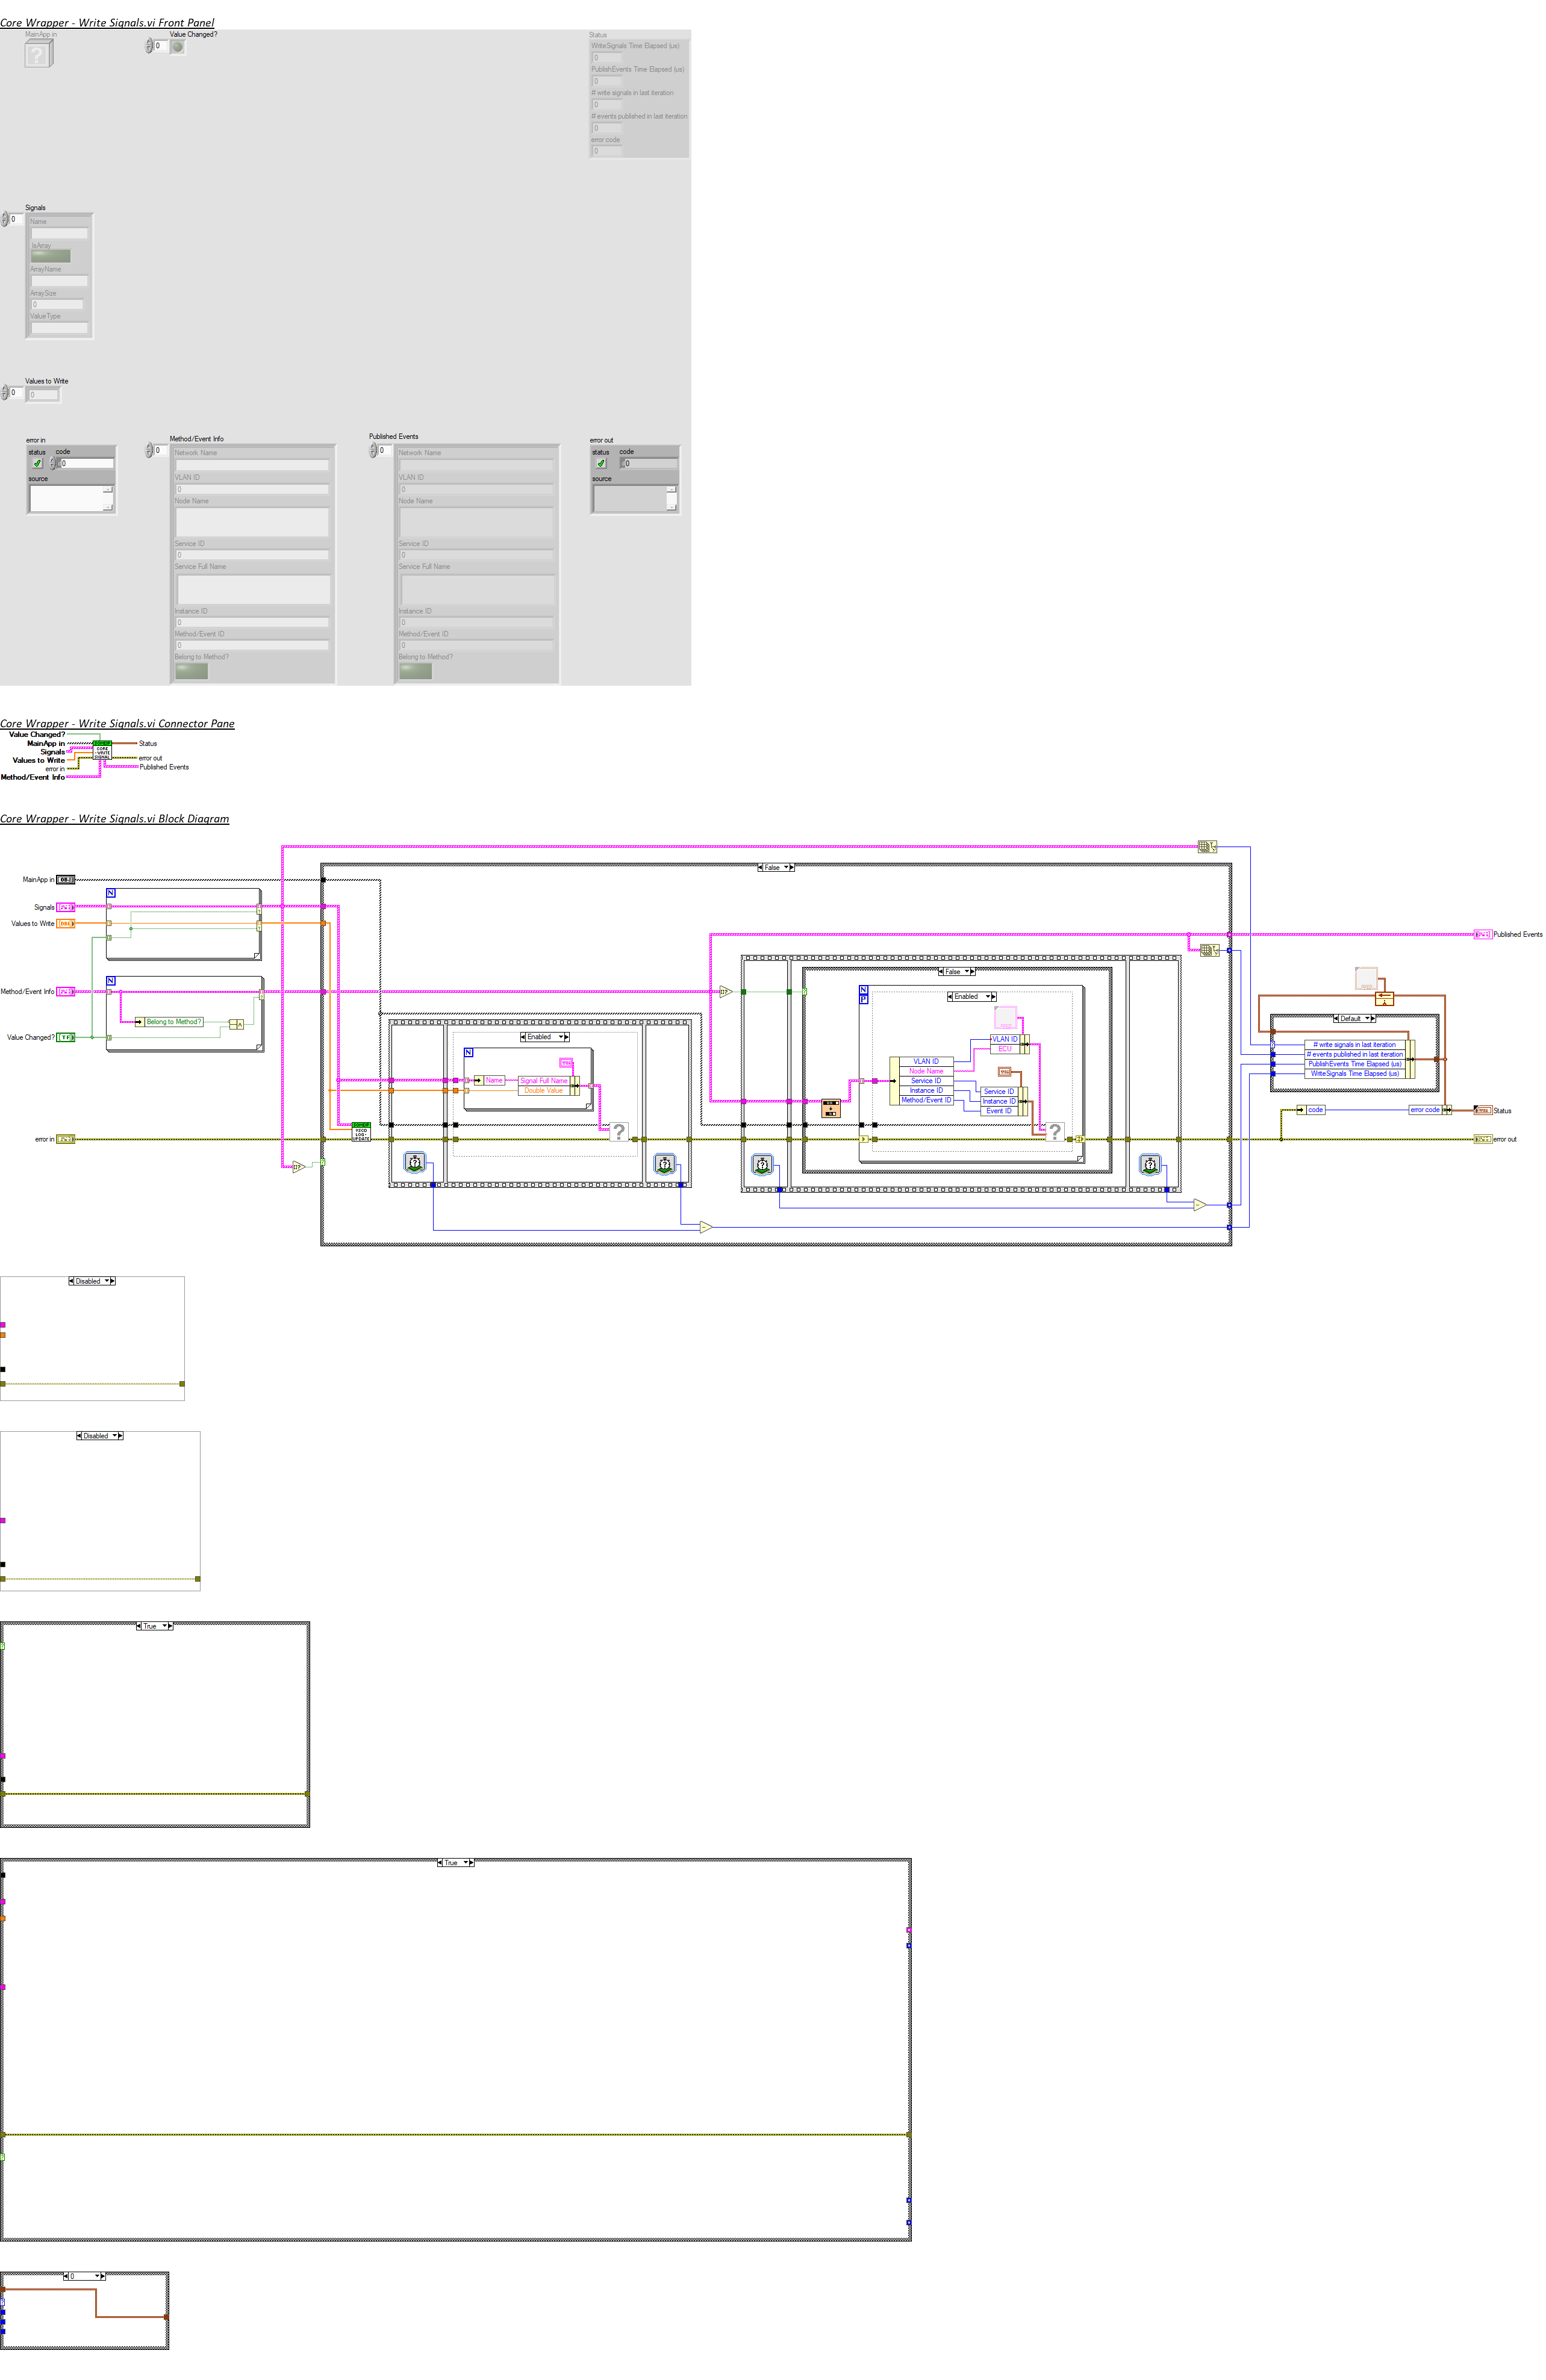 Core Wrapper - Write Signals.vi Front Panel
MainApp in
Value Changed?
0
Status
WriteSignals Time Elapsed (us)
0
PublishEvents Time Elapsed (us)
0
# write signals in last iteration
0
# events published in last iteration
0
error code
0
Signals
0
Name
IsArray
ArrayName
ArraySize
0
ValueType
Values to Write
0
0
error in
status code
0
source
Method/Event Info
0
Network Name
VLAN ID
0
Node Name
Service ID
0
Service Full Name
Instance ID
0
Method/Event ID
0
Belong to Method?
Published Events
0
Network Name
VLAN ID
0
Node Name
Service ID
0
Service Full Name
Instance ID
0
Method/Event ID
0
Belong to Method?
error out
status code
0
source
Core Wrapper - Write Signals.vi Connector Pane
Value Changed?
MainApp in
Signals
Values to Write
error in
Method/Event Info
CORE
WRITE
SIGNAL
Status
error out
Published Events
Core Wrapper - Write Signals.vi Block Diagram
False
MainApp in
OBJ
N
Signals
Values to Write
N
Method/Event Info
Belong to Method?
Value Changed?
TF
error in
UPDATE
Enabled
N
Name
Signal Full Name
Double Value
False
N
P
Enabled
VLAN ID
ECU
VLAN ID
Node Name
Service ID
Instance ID
Method/Event ID
Service ID
Instance ID
Event ID
Published Events
Default
# write signals in last iteration
# events published in last iteration
PublishEvents Time Elapsed (us)
WriteSignals Time Elapsed (us)
code
error code
Status
error out
Disabled
Disabled
True
True
0